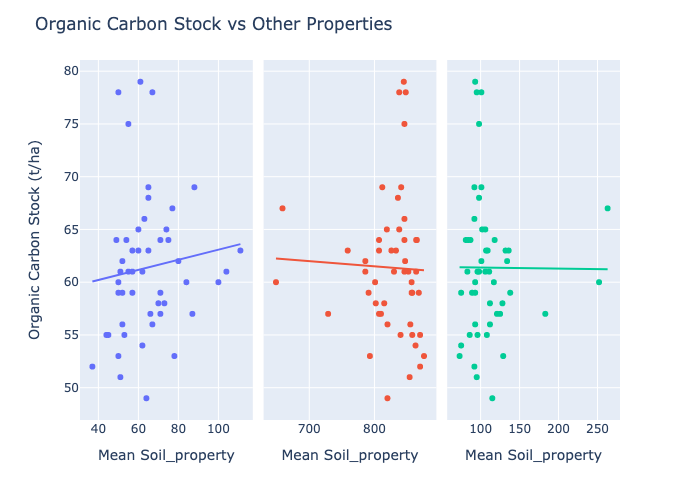 Organic Carbon Stock vs Other Properties
Organic Carbon Stock (t/ha)
80
75
70
65
60
55
50
40 60 80 100 700 800 100 150 200 250
Mean Soil_property Mean Soil_property Mean Soil_property